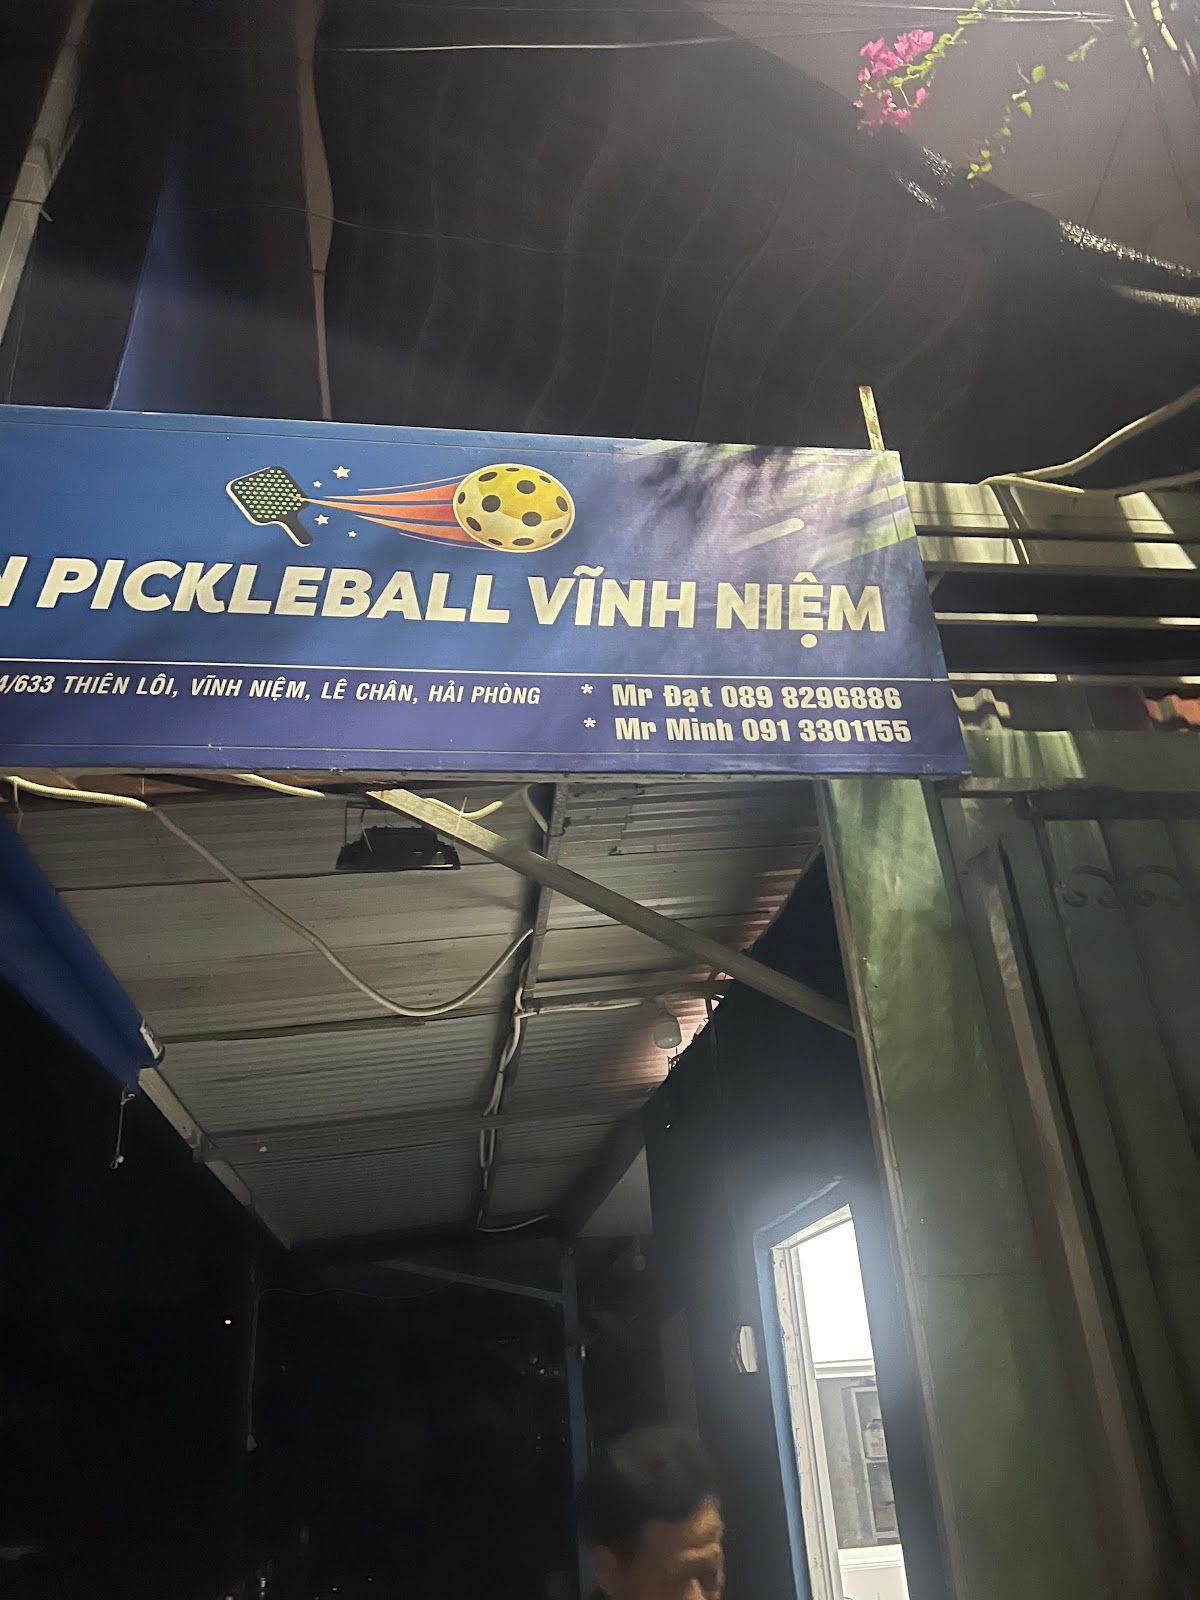 N PICKLEBALL VĨNH NIỆM
4/633 THIÊN LÔI, VĨNH NIỆM, LÊ CHÂN, HẢI PHÒNG
* Mr Đạt 089 8296886
* Mr Minh 091 3301155